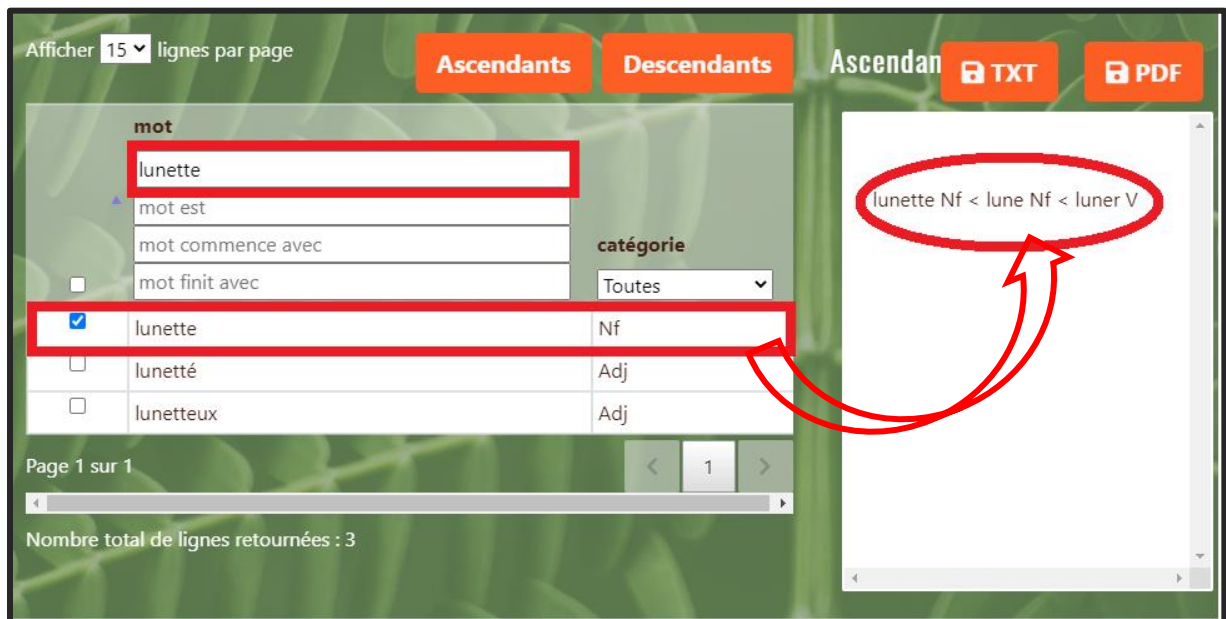 Afficher 15 lignes par page
Ascendants
Descendants
Ascendan
TXT
PDF
mot
lunette
mot est
mot commence avec
mot finit avec
catégorie
Toutes
lunette Nf
lunetté Adj
lunetteux Adj
Page 1 sur 1
1
Nombre total de lignes retournées : 3
lunette Nf < lune Nf < luner V